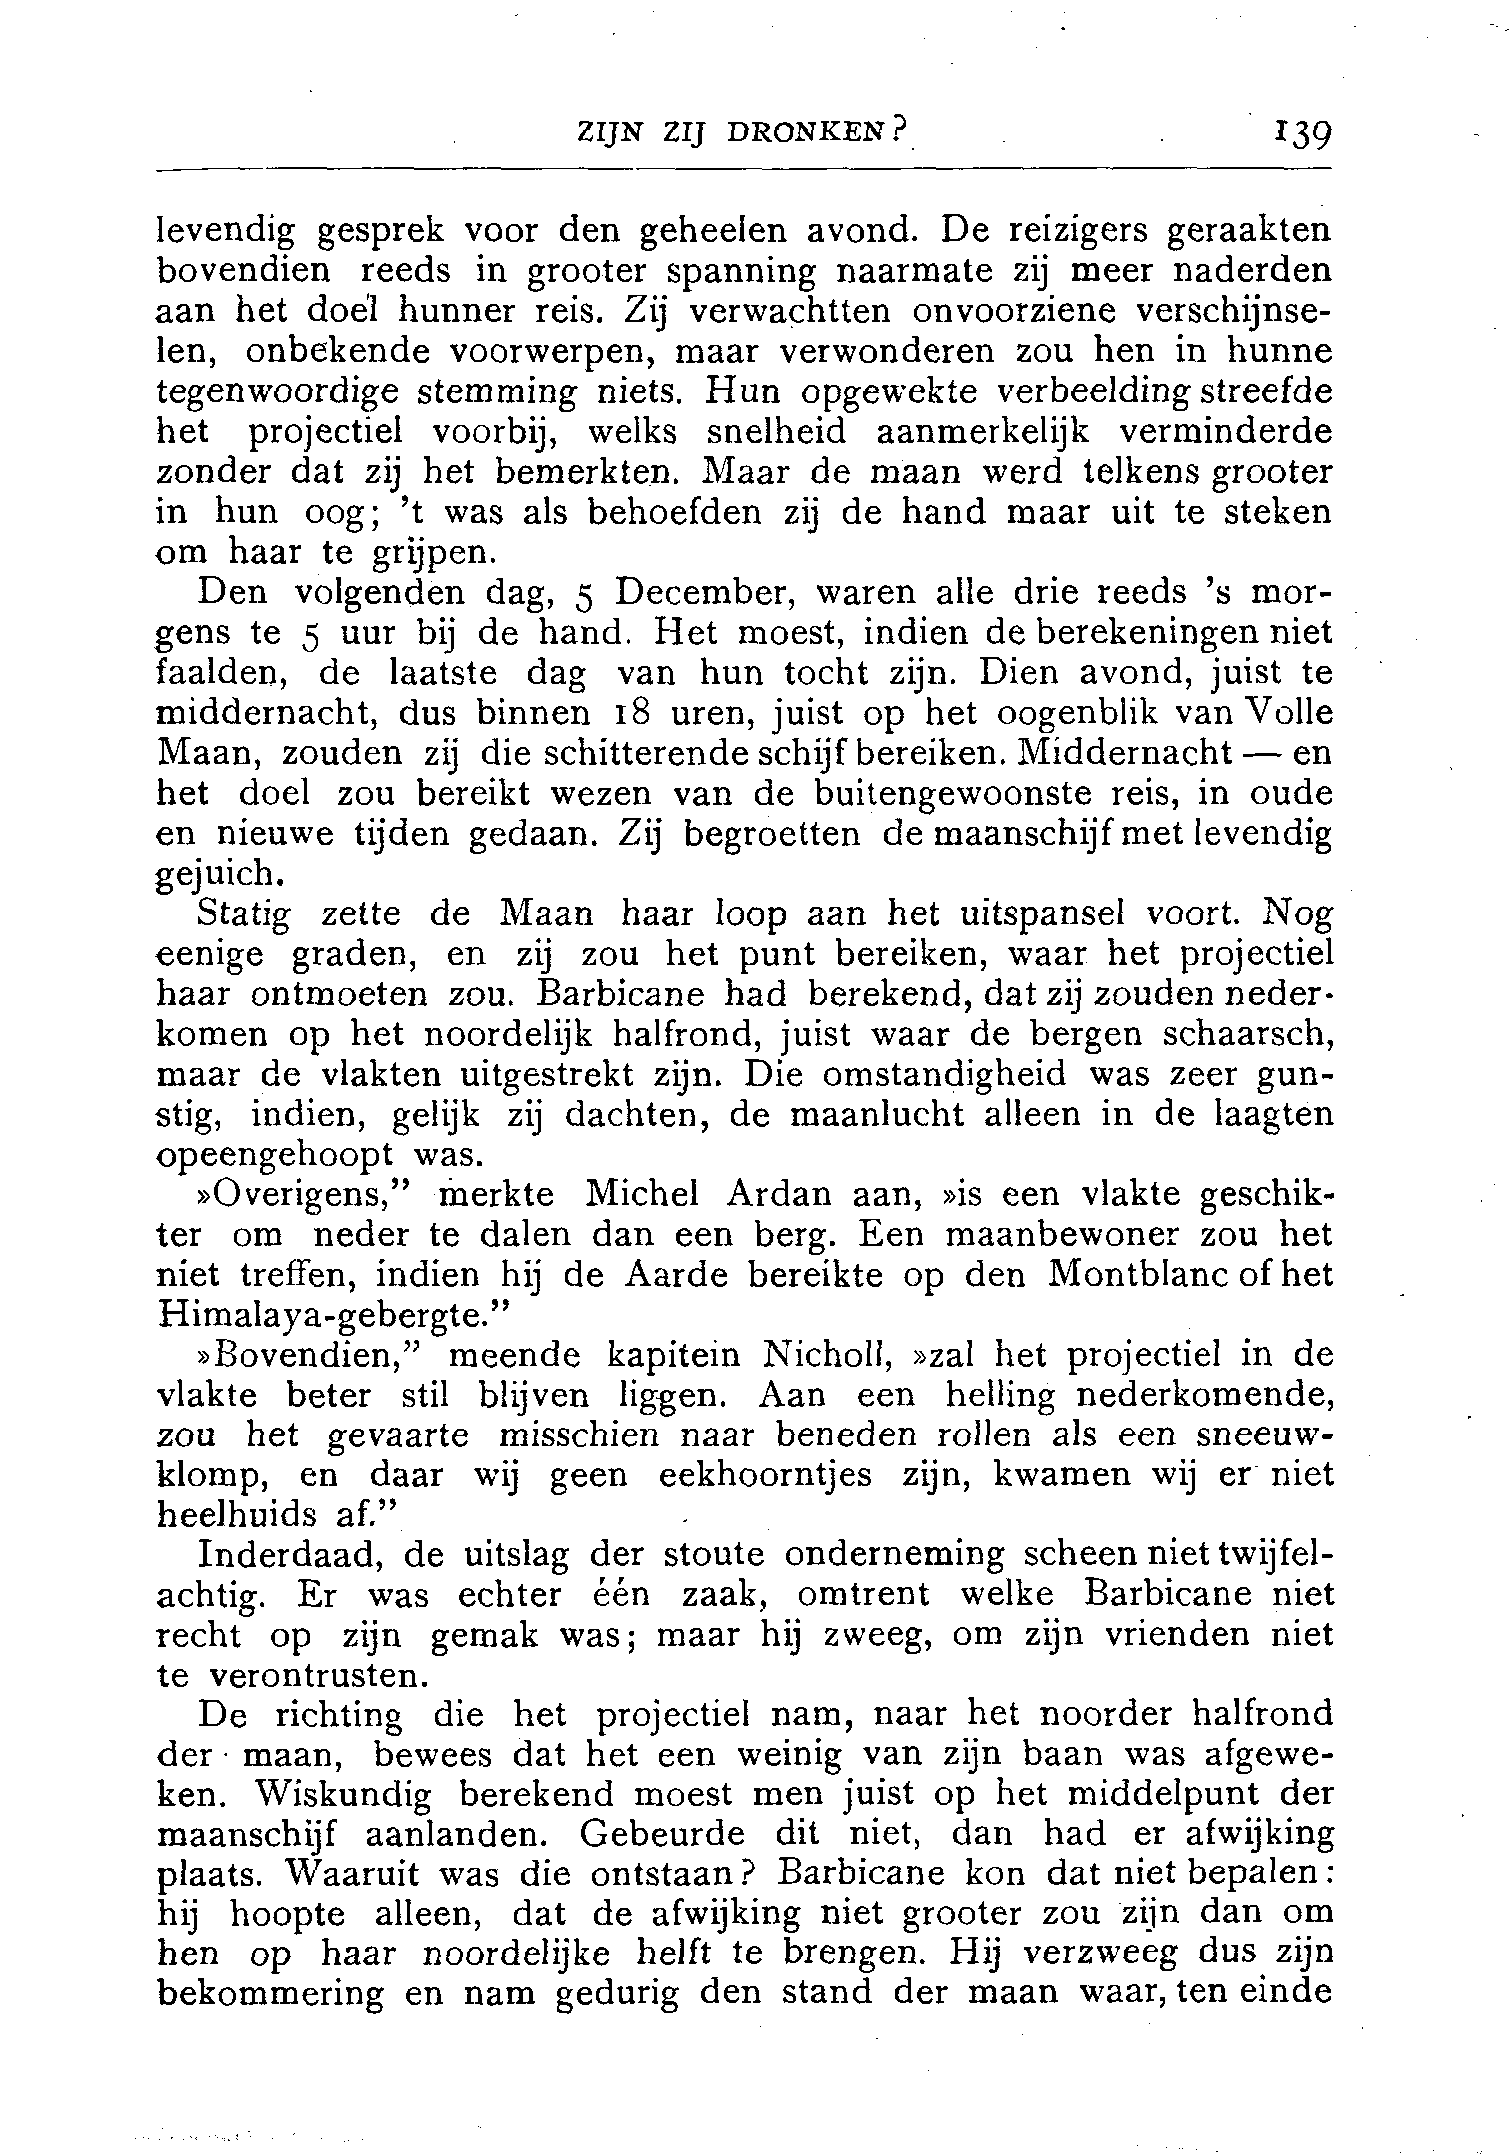 ZIJN ZIJ DRONKEN? 139
levendig gesprek voor den geheelen avond. De reizigers geraakten
bovendien reeds in grooter spanning naarmate zij meer naderden
aan het doel hunner reis. Zij verwachtten onvoorziene verschijnse-
len, onbekende voorwerpen, maar verwonderen zou hen in hunne
tegenwoordige stemming niets. Hun opgewekte verbeelding streefde
het projectiel voorbij, welks snelheid aanmerkelijk verminderde
zonder dat zij het bemerkten. Maar de maan werd telkens grooter
in hun oog; 't was als behoefden zij de hand maar uit te steken
om haar te grijpen.
Den volgenden dag, 5 December, waren alle drie reeds 's mor-
gens te 5 uur bij de hand. Het moest, indien de berekeningen niet
faalden, de laatste dag van hun tocht zijn. Dien avond, juist te
middernacht, dus binnen 18 uren, juist op het oogenblik van Volle
Maan, zouden zij die schitterende schijf bereiken. Middernacht — en
het doel zou bereikt wezen van de buitengewoonste reis, in oude
en nieuwe tijden gedaan. Zij begroetten de maanschijf met levendig
gejuich.
Statig zette de Maan haar loop aan het uitspansel voort. Nog
eenige graden, en zij zou het punt bereiken, waar het projectiel
haar ontmoeten zou. Barbicane had berekend, dat zij zouden neder-
komen op het noordelijk halfrond, juist waar de bergen schaarsch,
maar de vlakten uitgestrekt zijn. Die omstandigheid was zeer gun-
stig, indien, gelijk zij dachten, de maanlucht alleen in de laagten
opeengehoopt was.
»Overigens,” merkte Michel Ardan aan, »is een vlakte geschik-
ter om neder te dalen dan een berg. Een maanbewoner zou het
niet treffen, indien hij de Aarde bereikte op den Montblanc of het
Himalaya-gebergte.”
»Bovendien,” meende kapitein Nicholl, »zal het projectiel in de
vlakte beter stil blijven liggen. Aan een helling nederkomende,
zou het gevaarte misschien naar beneden rollen als een sneeuw-
klomp, en daar wij geen eekhoorntjes zijn, kwamen wij er niet
heelhuids af.”
Inderdaad, de uitslag der stoute onderneming scheen niet twijfel-
achtig. Er was echter één zaak, omtrent welke Barbicane niet
recht op zijn gemak was; maar hij zweeg, om zijn vrienden niet
te verontrusten.
De richting die het projectiel nam, naar het noorder halfrond
der maan, bewees dat het een weinig van zijn baan was afgewe-
ken. Wiskundig berekend moest men juist op het middelpunt der
maanschijf aanlanden. Gebeurde dit niet, dan had er afwijking
plaats. Waaruit was die ontstaan? Barbicane kon dat niet bepalen:
hij hoopte alleen, dat de afwijking niet grooter zou zijn dan om
hen op haar noordelijke helft te brengen. Hij verzweeg dus zijn
bekommering en nam gedurig den stand der maan waar, ten einde